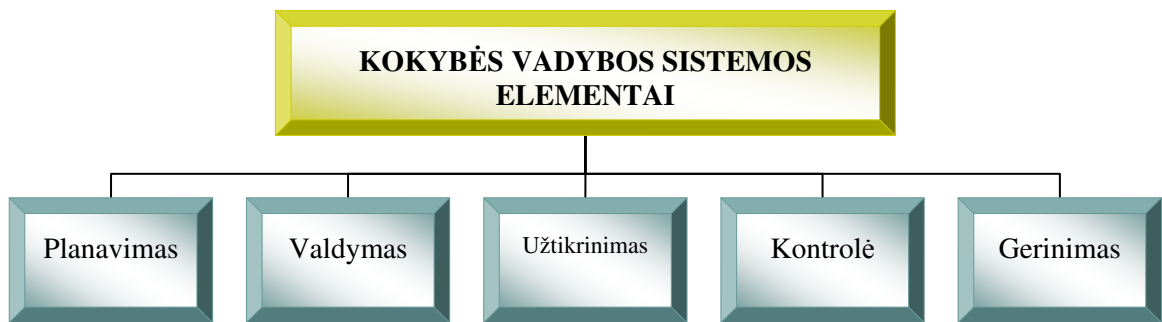 KOKYBĖS VADYBOS SISTEMOS
ELEMENTAI
Planavimas
Valdymas
Užtikrinimas
Kontrolė
Gerinimas